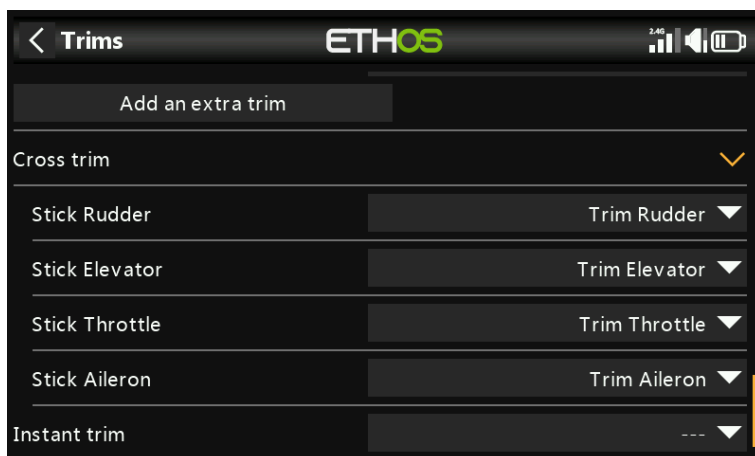 Trims ETHOS 2.4G
Add an extra trim
Cross trim
Stick Rudder Trim Rudder
Stick Elevator Trim Elevator
Stick Throttle Trim Throttle
Stick Aileron Trim Aileron
Instant trim ---